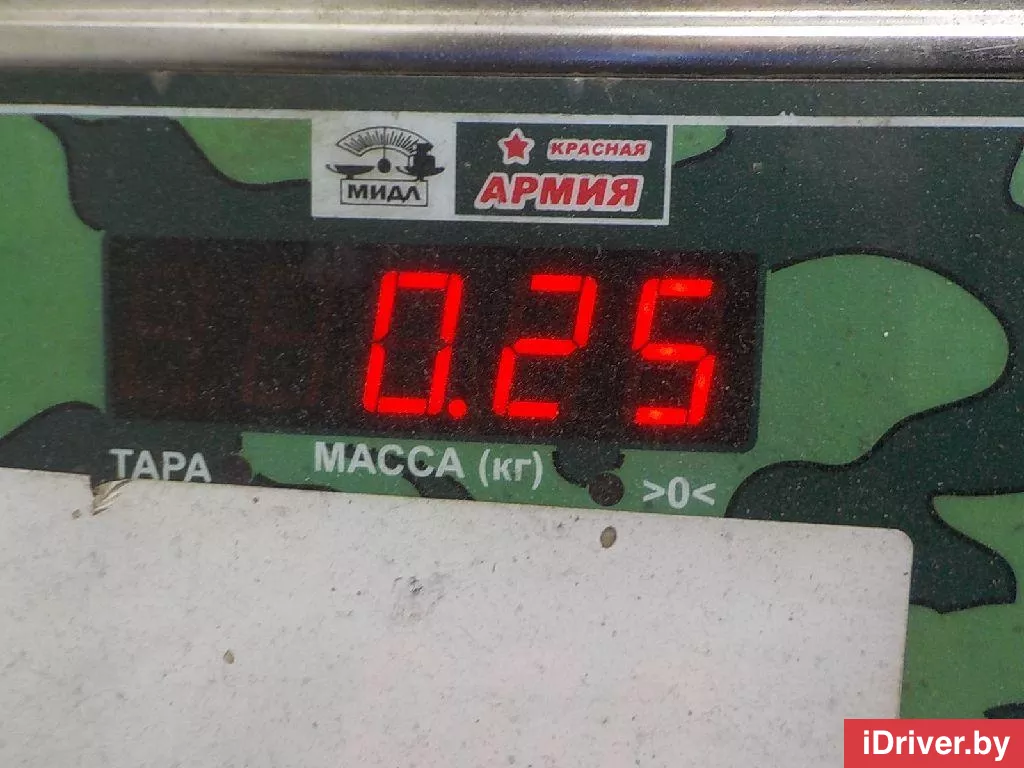 МИДЛ
КРАСНАЯ
АРМИЯ
0.25
ТАРА МАССА (кг) >0<
iDriver.by